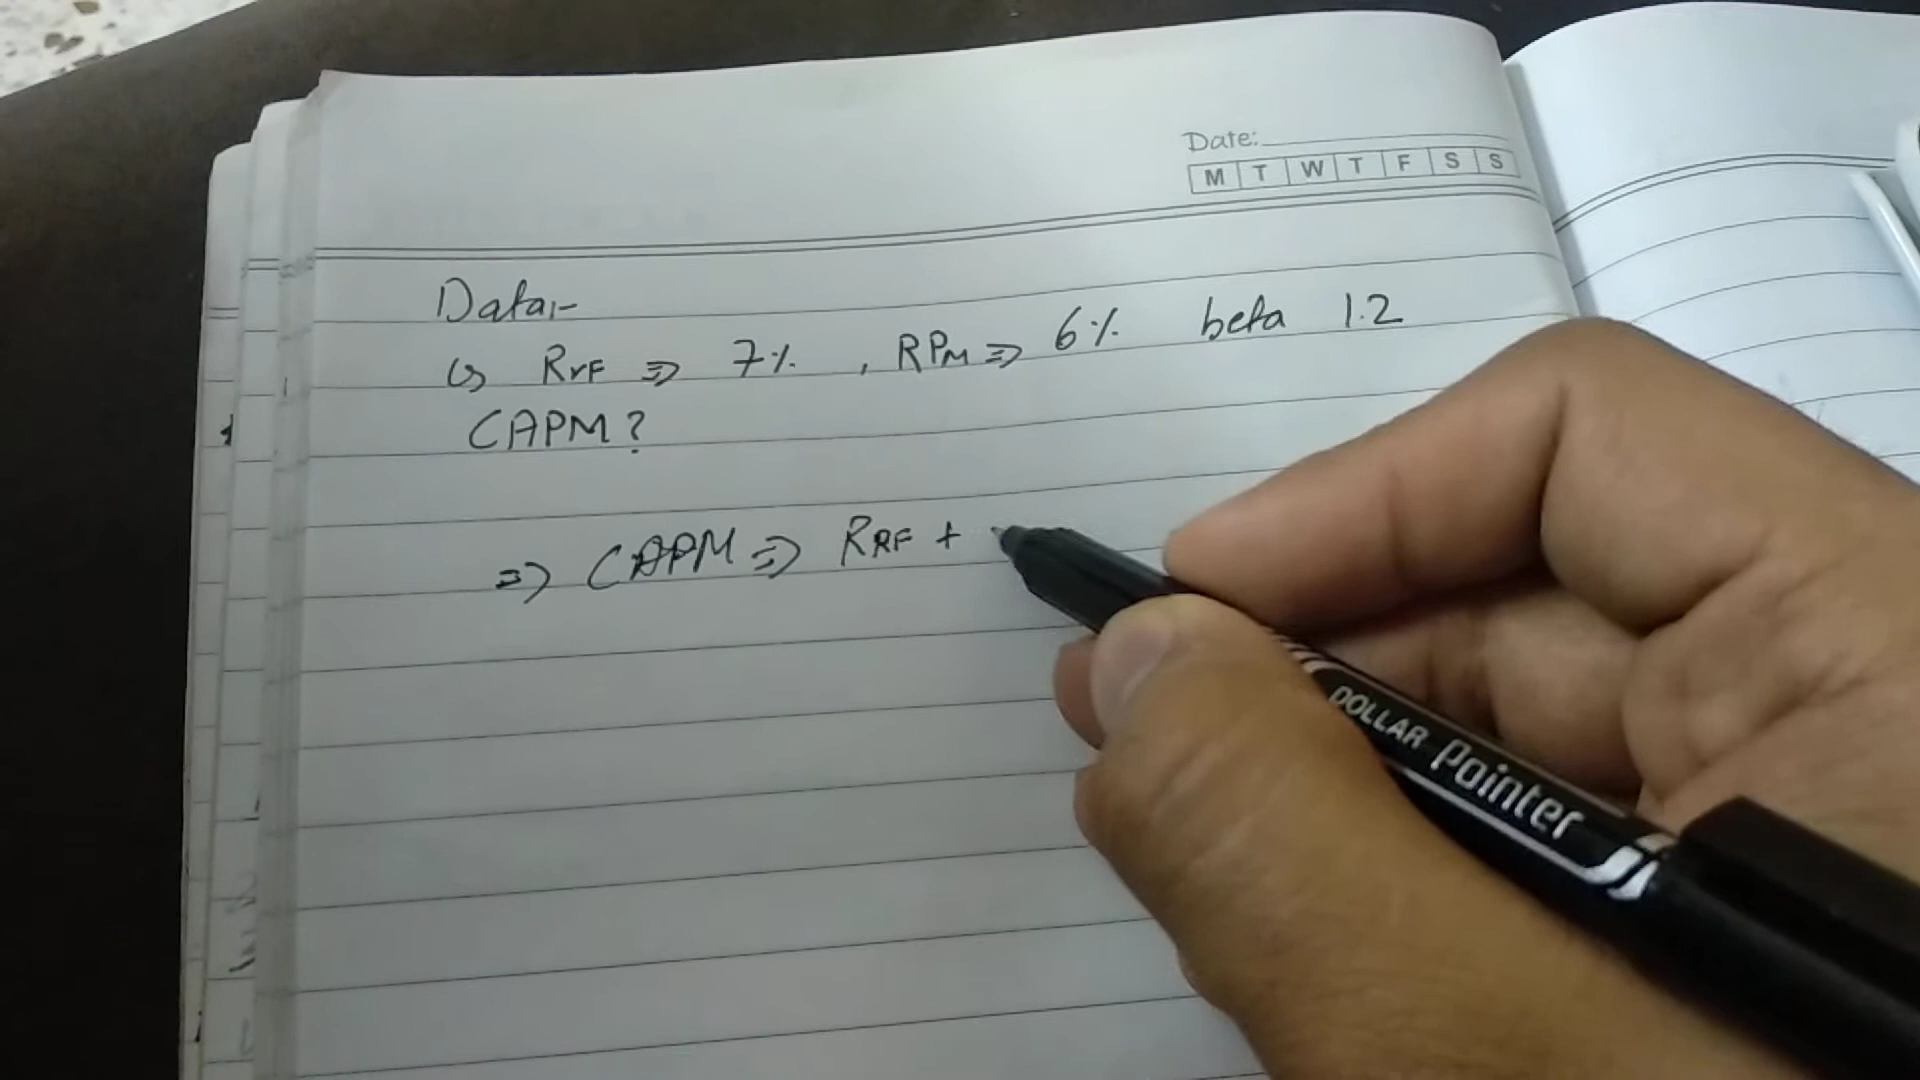 Date:
M T W T F S S
Data:-
↳ RRF => 7% , RPM => 6% beta 1.2
CAPM?
=> CAPM => RRF +
DOLLAR Pointer